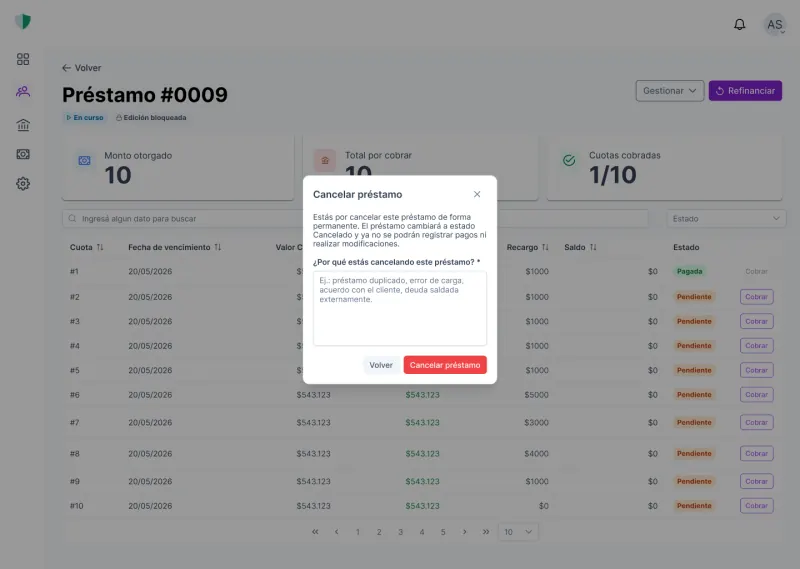 AS
Volver
Préstamo #0009
Gestionar
Refinanciar
En curso
Edición bloqueada
Monto otorgado
10
Total por cobrar
10
Cuotas cobradas
1/10
Ingresá algun dato para buscar
Estado
Cancelar préstamo
Estás por cancelar este préstamo de forma
permanente. El préstamo cambiará a estado
Cancelado y ya no se podrán registrar pagos ni
realizar modificaciones.
¿Por qué estás cancelando este préstamo? *
Ej.: préstamo duplicado, error de carga,
acuerdo con el cliente, deuda saldada
externamente.
Volver
Cancelar préstamo
Cuota Fecha de vencimiento Valor Recargo Saldo Estado
#1 20/05/2026 $1000 $0 Pagada Cobrar
#2 20/05/2026 $1000 $0 Pendiente Cobrar
#3 20/05/2026 $1000 $0 Pendiente Cobrar
#4 20/05/2026 $1000 $0 Pendiente Cobrar
#5 20/05/2026 $1000 $0 Pendiente Cobrar
#6 20/05/2026 $543.123 $543.123 $5000 $0 Pendiente Cobrar
#7 20/05/2026 $543.123 $543.123 $3000 $0 Pendiente Cobrar
#8 20/05/2026 $543.123 $543.123 $4000 $0 Pendiente Cobrar
#9 20/05/2026 $543.123 $543.123 $1000 $0 Pendiente Cobrar
#10 20/05/2026 $543.123 $543.123 $0 $0 Pendiente Cobrar
« ‹ 1 2 3 4 5 › » 10